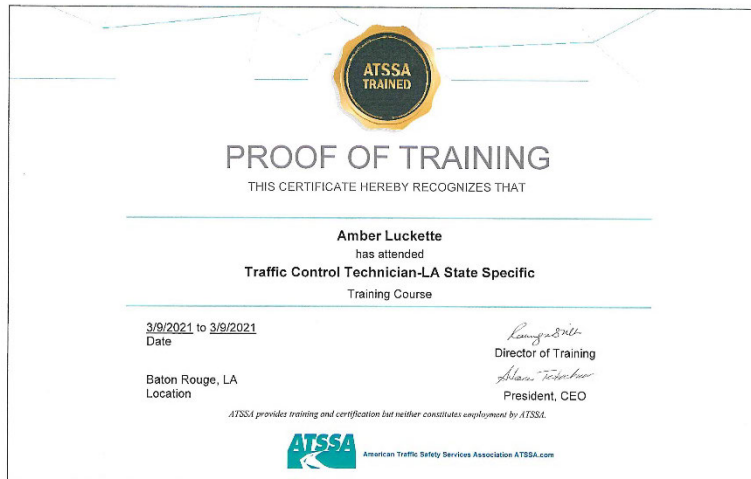 ATSSA
TRAINED
PROOF OF TRAINING
THIS CERTIFICATE HEREBY RECOGNIZES THAT
Amber Luckette
has attended
Traffic Control Technician-LA State Specific
Training Course
3/9/2021 to 3/9/2021
Date
Director of Training
Baton Rouge, LA
Location
President, CEO
ATSSA provides training and certification but neither constitutes employment by ATSSA.
ATSSA
American Traffic Safety Services Association ATSSA.com